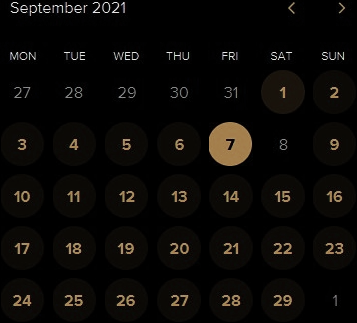 September 2021 < >
MON TUE WED THU FRI SAT SUN
27 28 29 30 31 1 2
3 4 5 6 7 8 9
10 11 12 13 14 15 16
17 18 19 20 21 22 23
24 25 26 27 28 29 1